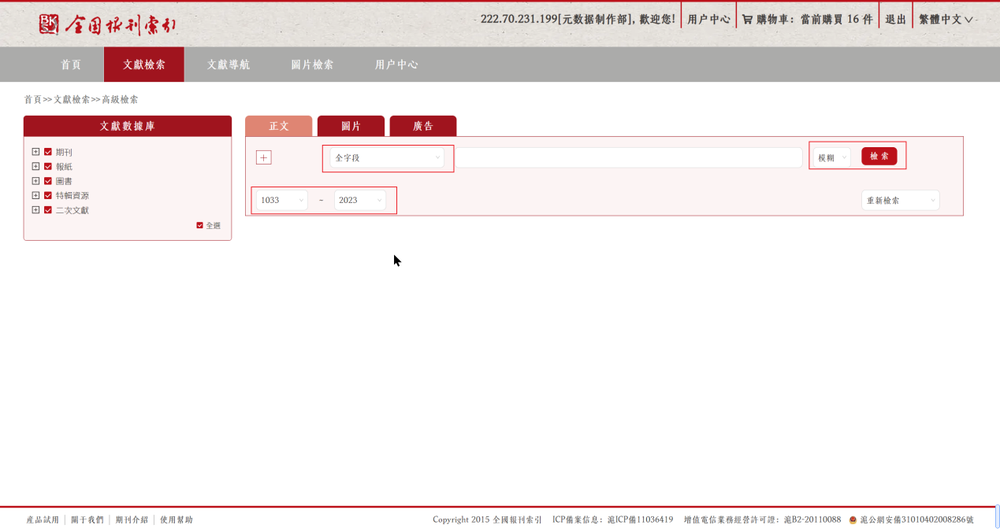 BKSY 全国报刊索引
222.70.231.199[元数据制作部],歡迎您! 用户中心 購物車: 當前購買 16 件 退出 繁體中文
首頁 文獻檢索 文獻導航 圖片檢索 用户中心
首頁>>文獻檢索>>高級檢索
文獻數據庫
期刊
報紙
圖書
特輯資源
二次文獻
全選
正文 圖片 廣告
全字段 模糊 檢索
1033 ~ 2023 重新檢索
産品試用 關于我們 期刊介紹 使用幫助
Copyright 2015 全國報刊索引 ICP備案信息: 滬ICP備11036419 增值電信業務經營許可證: 滬B2-20110088 滬公網安備31010402008286號